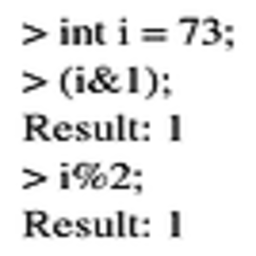 > int i = 73;
> (i&1);
Result: 1
> i%2;
Result: 1